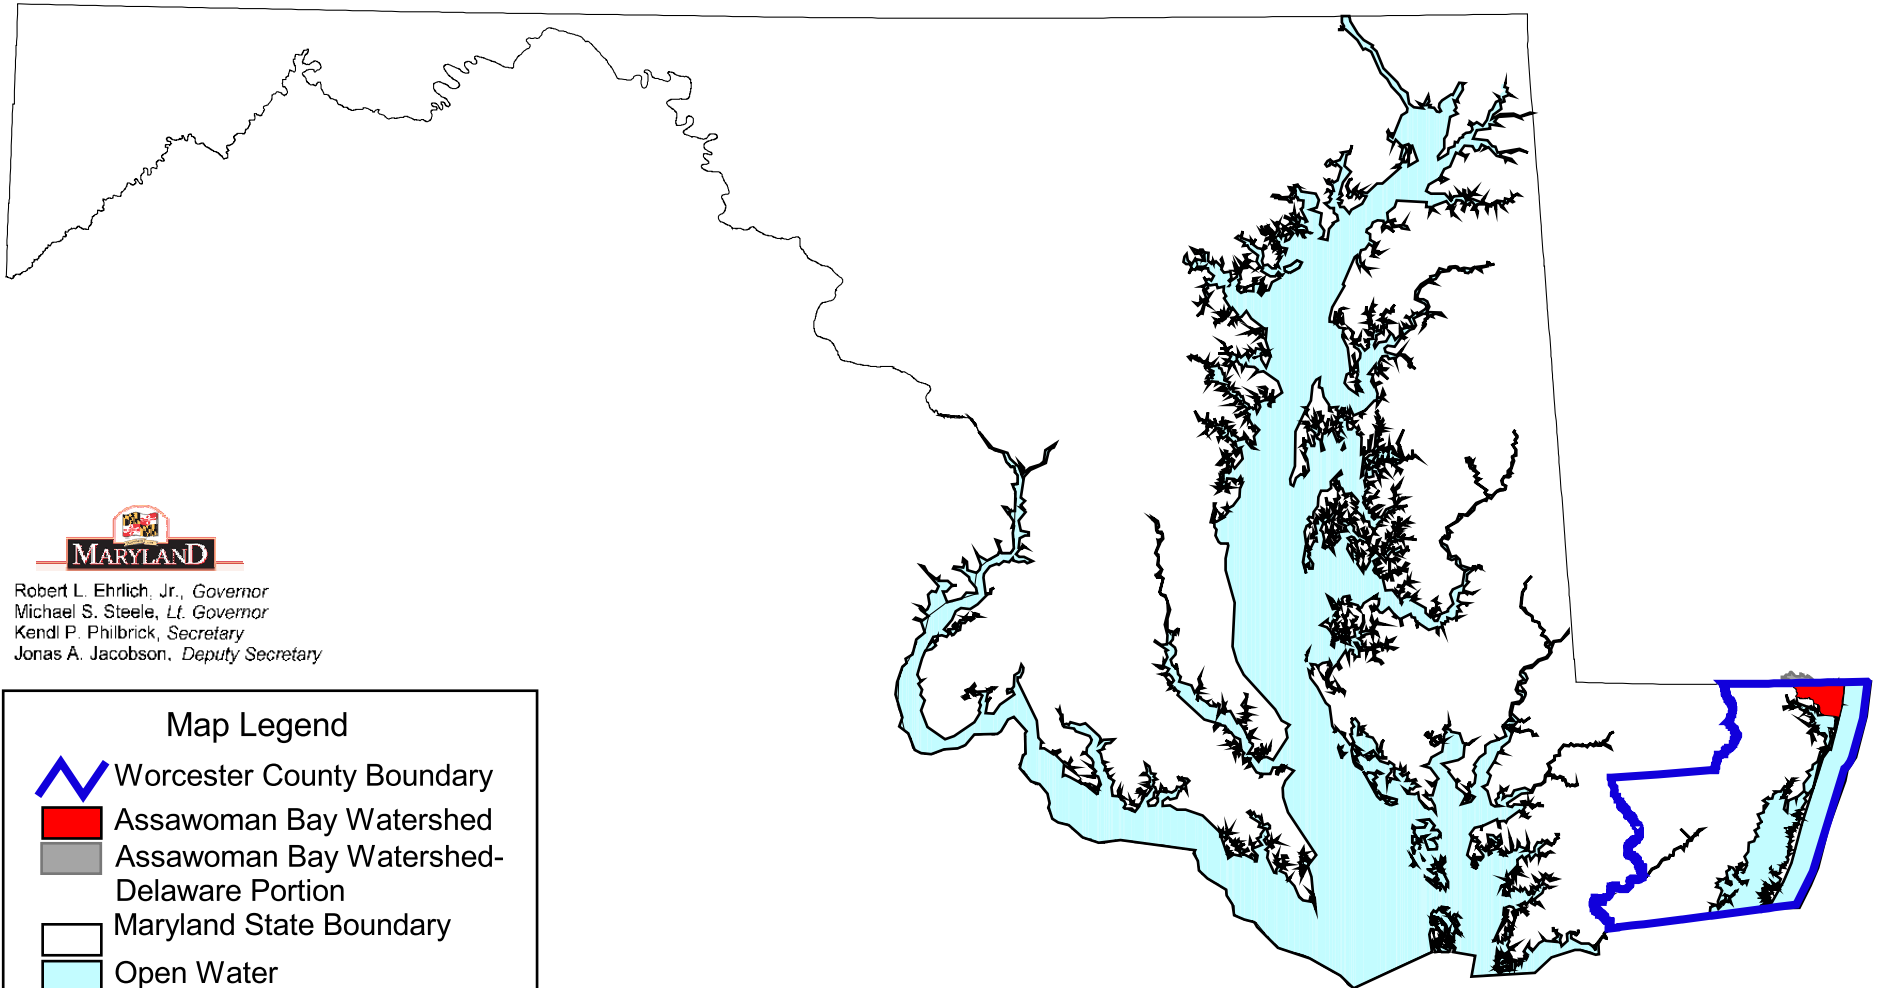 MARYLAND
Robert L. Ehrlich, Jr., Governor
Michael S. Steele, Lt. Governor
Kendl P. Philbrick, Secretary
Jonas A. Jacobson, Deputy Secretary
Map Legend
Worcester County Boundary
Assawoman Bay Watershed
Assawoman Bay Watershed-
Delaware Portion
Maryland State Boundary
Open Water